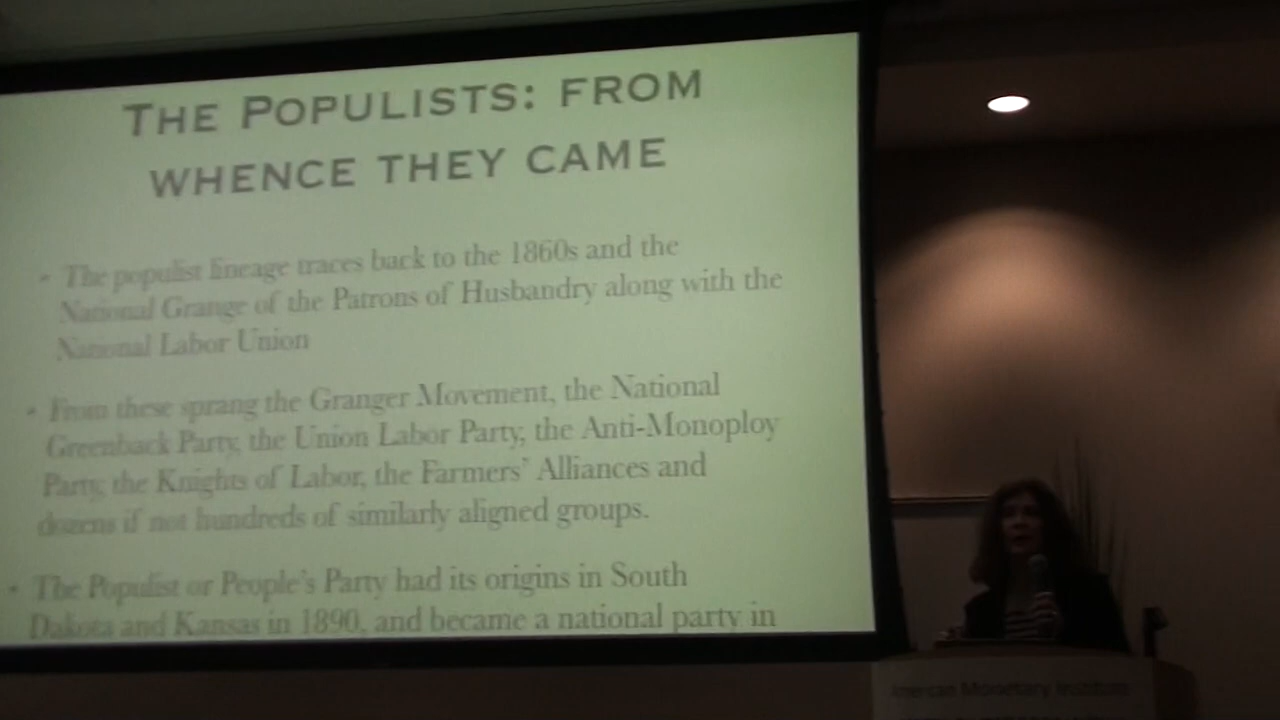 THE POPULISTS: FROM
WHENCE THEY CAME
• The populist lineage traces back to the 1860s and the
National Grange of the Patrons of Husbandry along with the
National Labor Union
• From these sprang the Granger Movement, the National
Greenback Party, the Union Labor Party, the Anti-Monoploy
Party, the Knights of Labor, the Farmers' Alliances and
dozens if not hundreds of similarly aligned groups.
• The Populist or People's Party had its origins in South
Dakota and Kansas in 1890, and became a national party in
American Monetary Institute